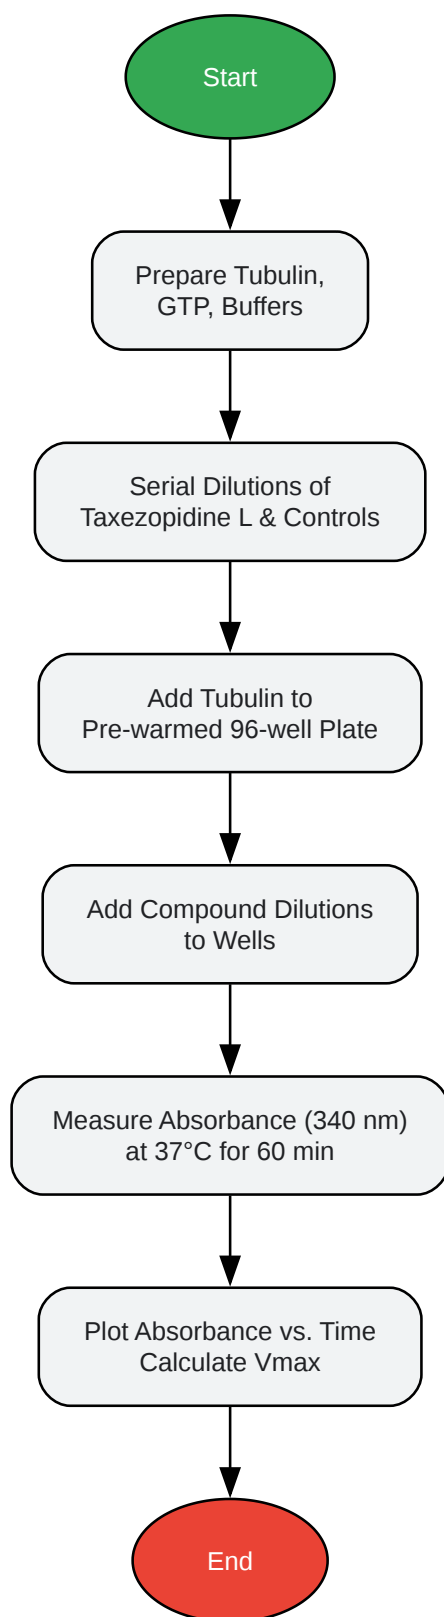 Start
Prepare Tubulin,
GTP, Buffers
Serial Dilutions of
Taxezopidine L & Controls
Add Tubulin to
Pre-warmed 96-well Plate
Add Compound Dilutions
to Wells
Measure Absorbance (340 nm)
at 37°C for 60 min
Plot Absorbance vs. Time
Calculate Vmax
End